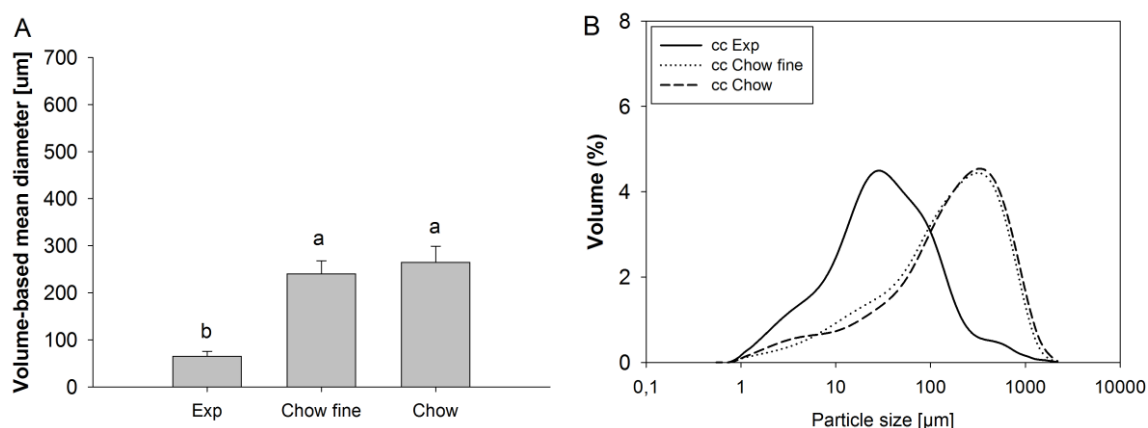 A
Volume-based mean diameter [um]
700
600
500
400
300
200
100
0
b
a
a
Exp
Chow fine
Chow
B
Volume (%)
8
6
4
2
0
cc Exp
cc Chow fine
cc Chow
0,1
1
10
100
1000
10000
Particle size [µm]